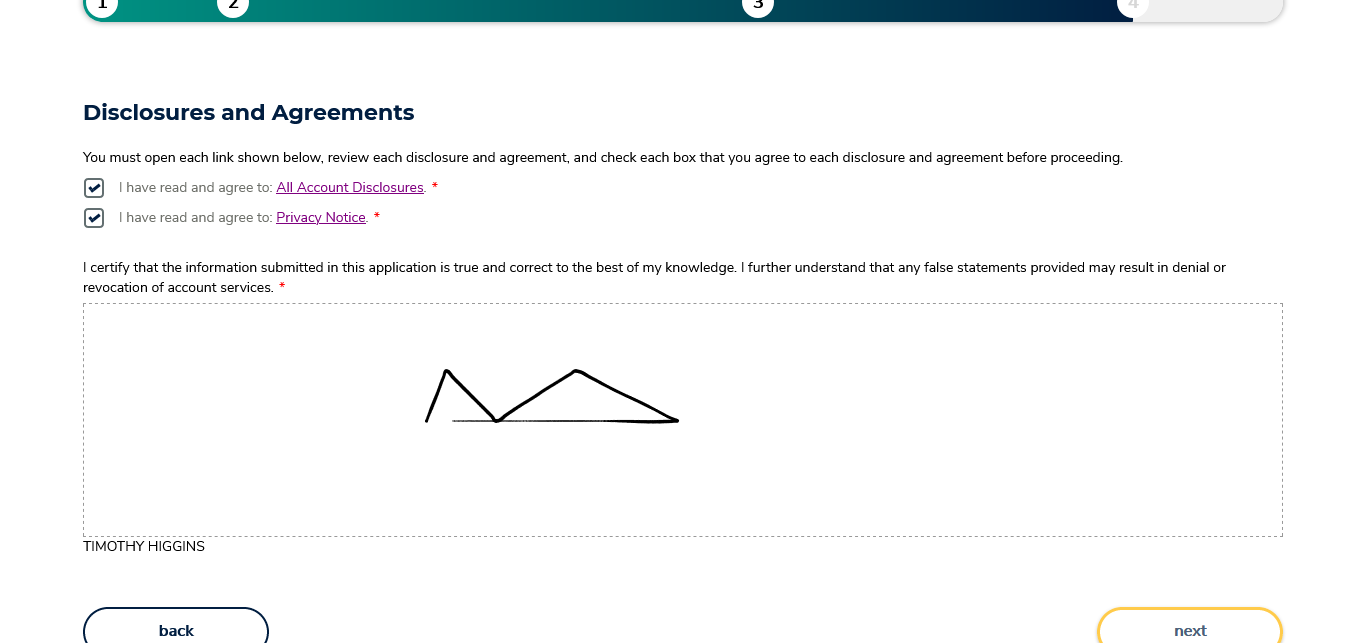 1 2 3 4
Disclosures and Agreements
You must open each link shown below, review each disclosure and agreement, and check each box that you agree to each disclosure and agreement before proceeding.
I have read and agree to: All Account Disclosures. *
I have read and agree to: Privacy Notice. *
I certify that the information submitted in this application is true and correct to the best of my knowledge. I further understand that any false statements provided may result in denial or
revocation of account services. *
TIMOTHY HIGGINS
back next